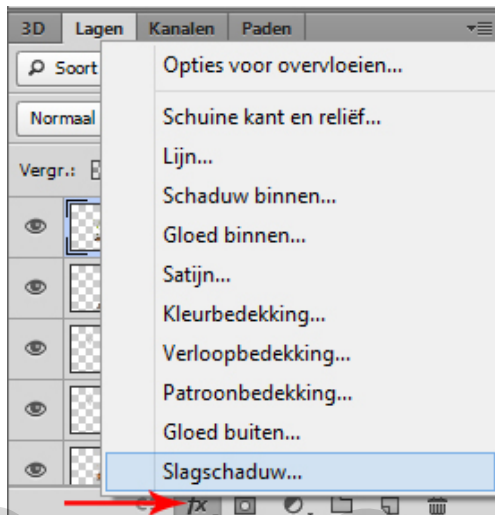 3D Lagen Kanalen Paden
Soort
Opties voor overvloeien...
Normaal
Schuine kant en reliëf...
Vergr.:
Lijn...
Schaduw binnen...
Gloed binnen...
Satijn...
Kleurbedekking...
Verloopbedekking...
Patroonbedekking...
Gloed buiten...
Slagschaduw...
fx